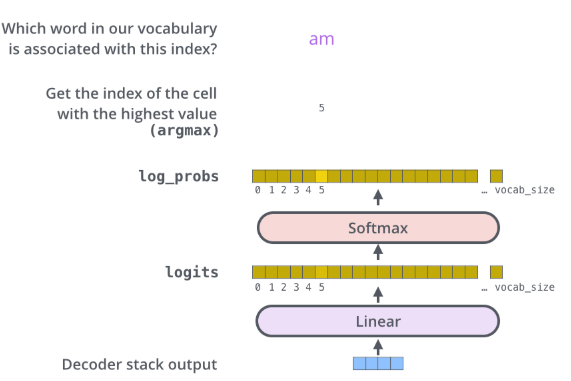 Which word in our vocabulary
is associated with this index?
am
Get the index of the cell
with the highest value
(argmax)
5
log_probs
0 1 2 3 4 5 … vocab_size
Softmax
logits
0 1 2 3 4 5 … vocab_size
Linear
Decoder stack output